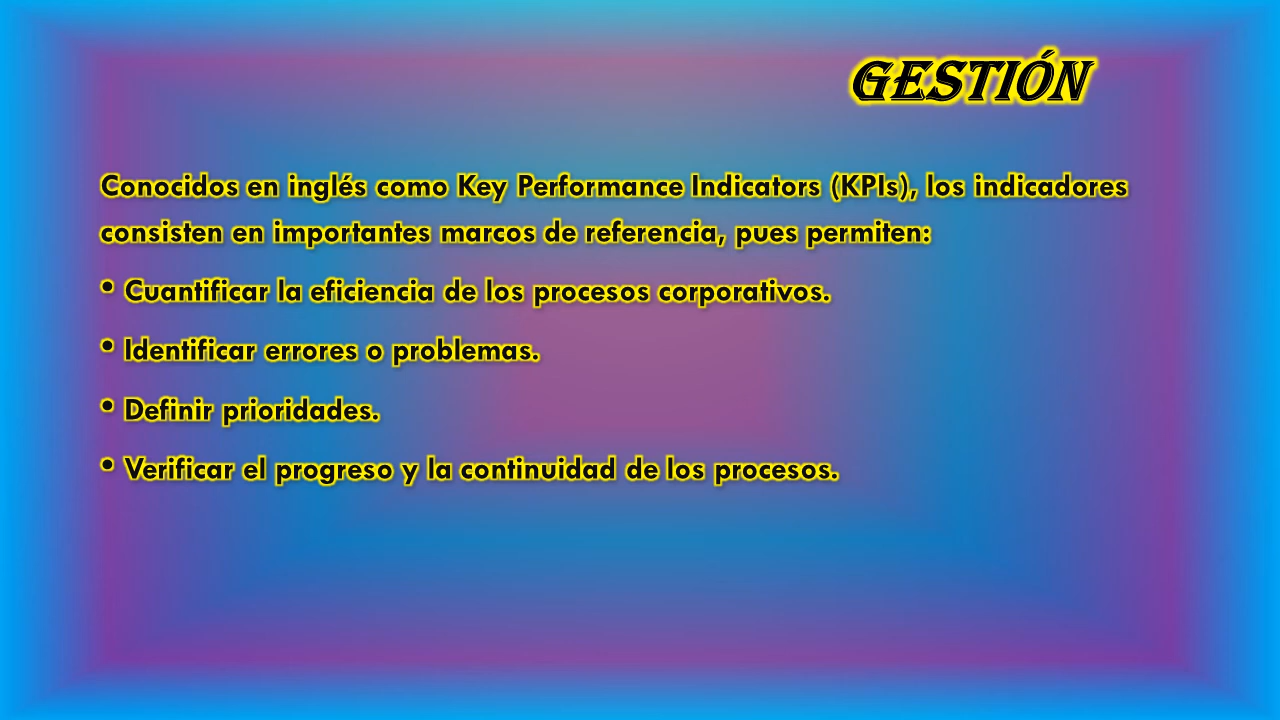 GESTIÓN
Conocidos en inglés como Key Performance Indicators (KPIs), los indicadores
consisten en importantes marcos de referencia, pues permiten:
• Cuantificar la eficiencia de los procesos corporativos.
• Identificar errores o problemas.
• Definir prioridades.
• Verificar el progreso y la continuidad de los procesos.